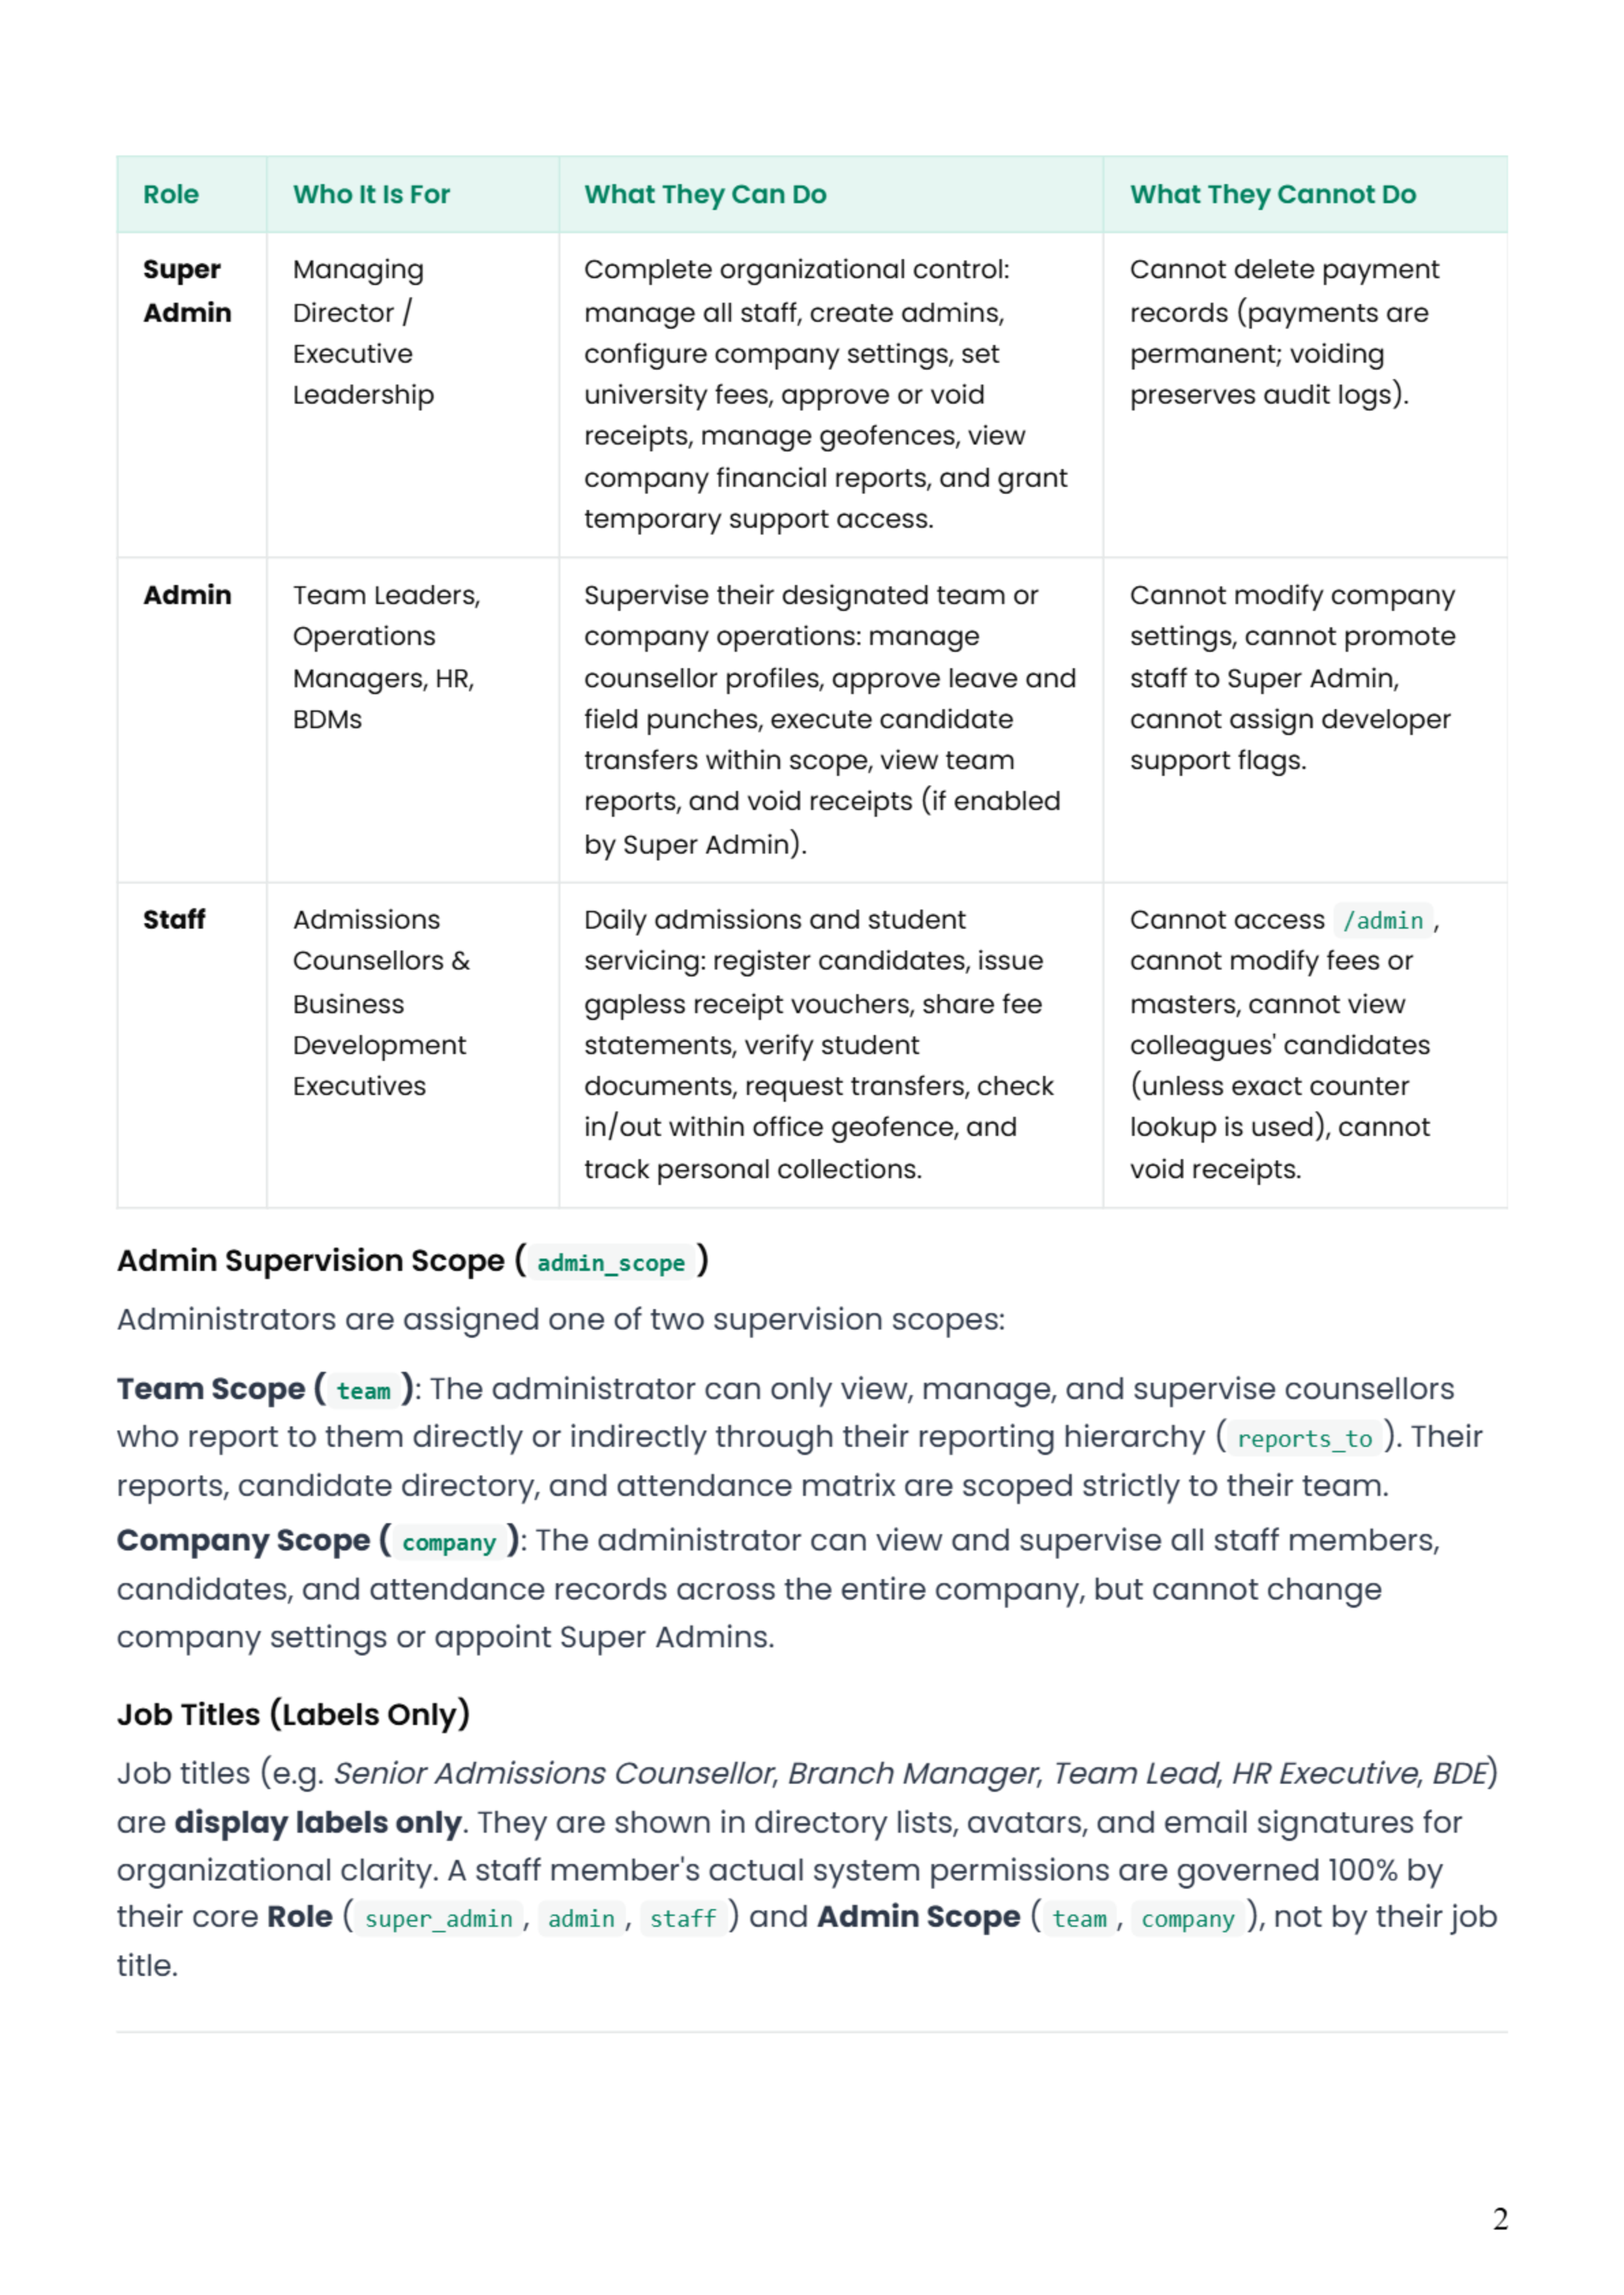 Role Who It Is For What They Can Do What They Cannot Do
Super
Admin
Managing
Director /
Executive
Leadership
Complete organizational control:
manage all staff, create admins,
configure company settings, set
university fees, approve or void
receipts, manage geofences, view
company financial reports, and grant
temporary support access.
Cannot delete payment
records (payments are
permanent; voiding
preserves audit logs).
Admin
Team Leaders,
Operations
Managers, HR,
BDMs
Supervise their designated team or
company operations: manage
counsellor profiles, approve leave and
field punches, execute candidate
transfers within scope, view team
reports, and void receipts (if enabled
by Super Admin).
Cannot modify company
settings, cannot promote
staff to Super Admin,
cannot assign developer
support flags.
Staff
Admissions
Counsellors &
Business
Development
Executives
Daily admissions and student
servicing: register candidates, issue
gapless receipt vouchers, share fee
statements, verify student
documents, request transfers, check
in/out within office geofence, and
track personal collections.
Cannot access /admin,
cannot modify fees or
masters, cannot view
colleagues' candidates
(unless exact counter
lookup is used), cannot
void receipts.
Admin Supervision Scope (admin_scope)
Administrators are assigned one of two supervision scopes:
Team Scope (team): The administrator can only view, manage, and supervise counsellors
who report to them directly or indirectly through their reporting hierarchy (reports_to). Their
reports, candidate directory, and attendance matrix are scoped strictly to their team.
Company Scope (company): The administrator can view and supervise all staff members,
candidates, and attendance records across the entire company, but cannot change
company settings or appoint Super Admins.
Job Titles (Labels Only)
Job titles (e.g. Senior Admissions Counsellor, Branch Manager, Team Lead, HR Executive, BDE)
are display labels only. They are shown in directory lists, avatars, and email signatures for
organizational clarity. A staff member's actual system permissions are governed 100% by
their core Role (super_admin, admin, staff) and Admin Scope (team, company), not by their job
title.
2